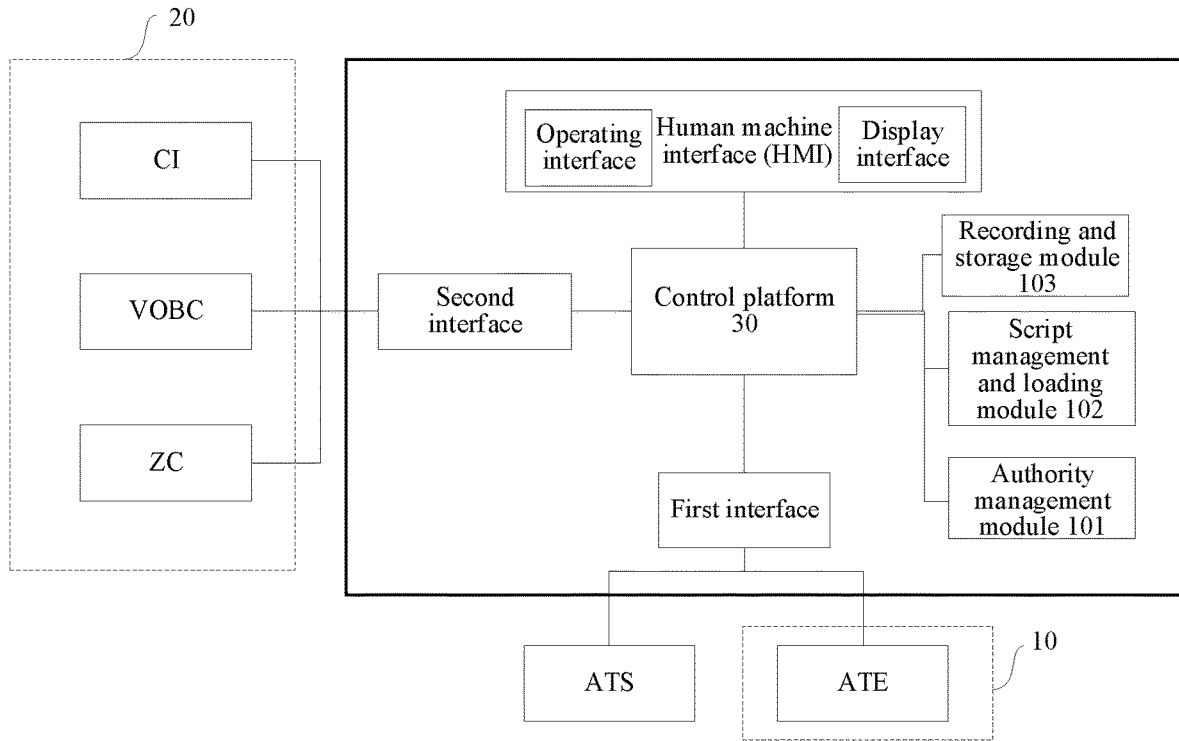 20
CI
VOBC
ZC
Operating
interface
Human machine
interface (HMI)
Display
interface
Second
interface
Control platform
30
Recording and
storage module
103
Script
management
and loading
module 102
Authority
management
module 101
First interface
ATS
ATE
10